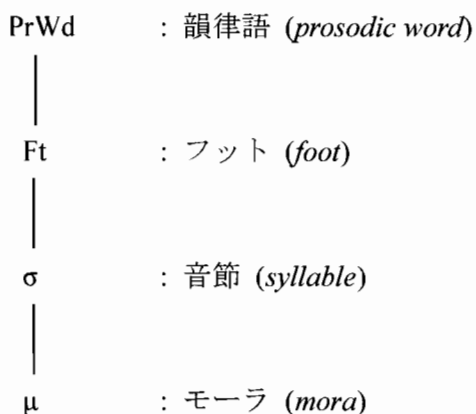 PrWd : 韻律語 (prosodic word)
Ft : フット (foot)
σ : 音節 (syllable)
μ : モーラ (mora)